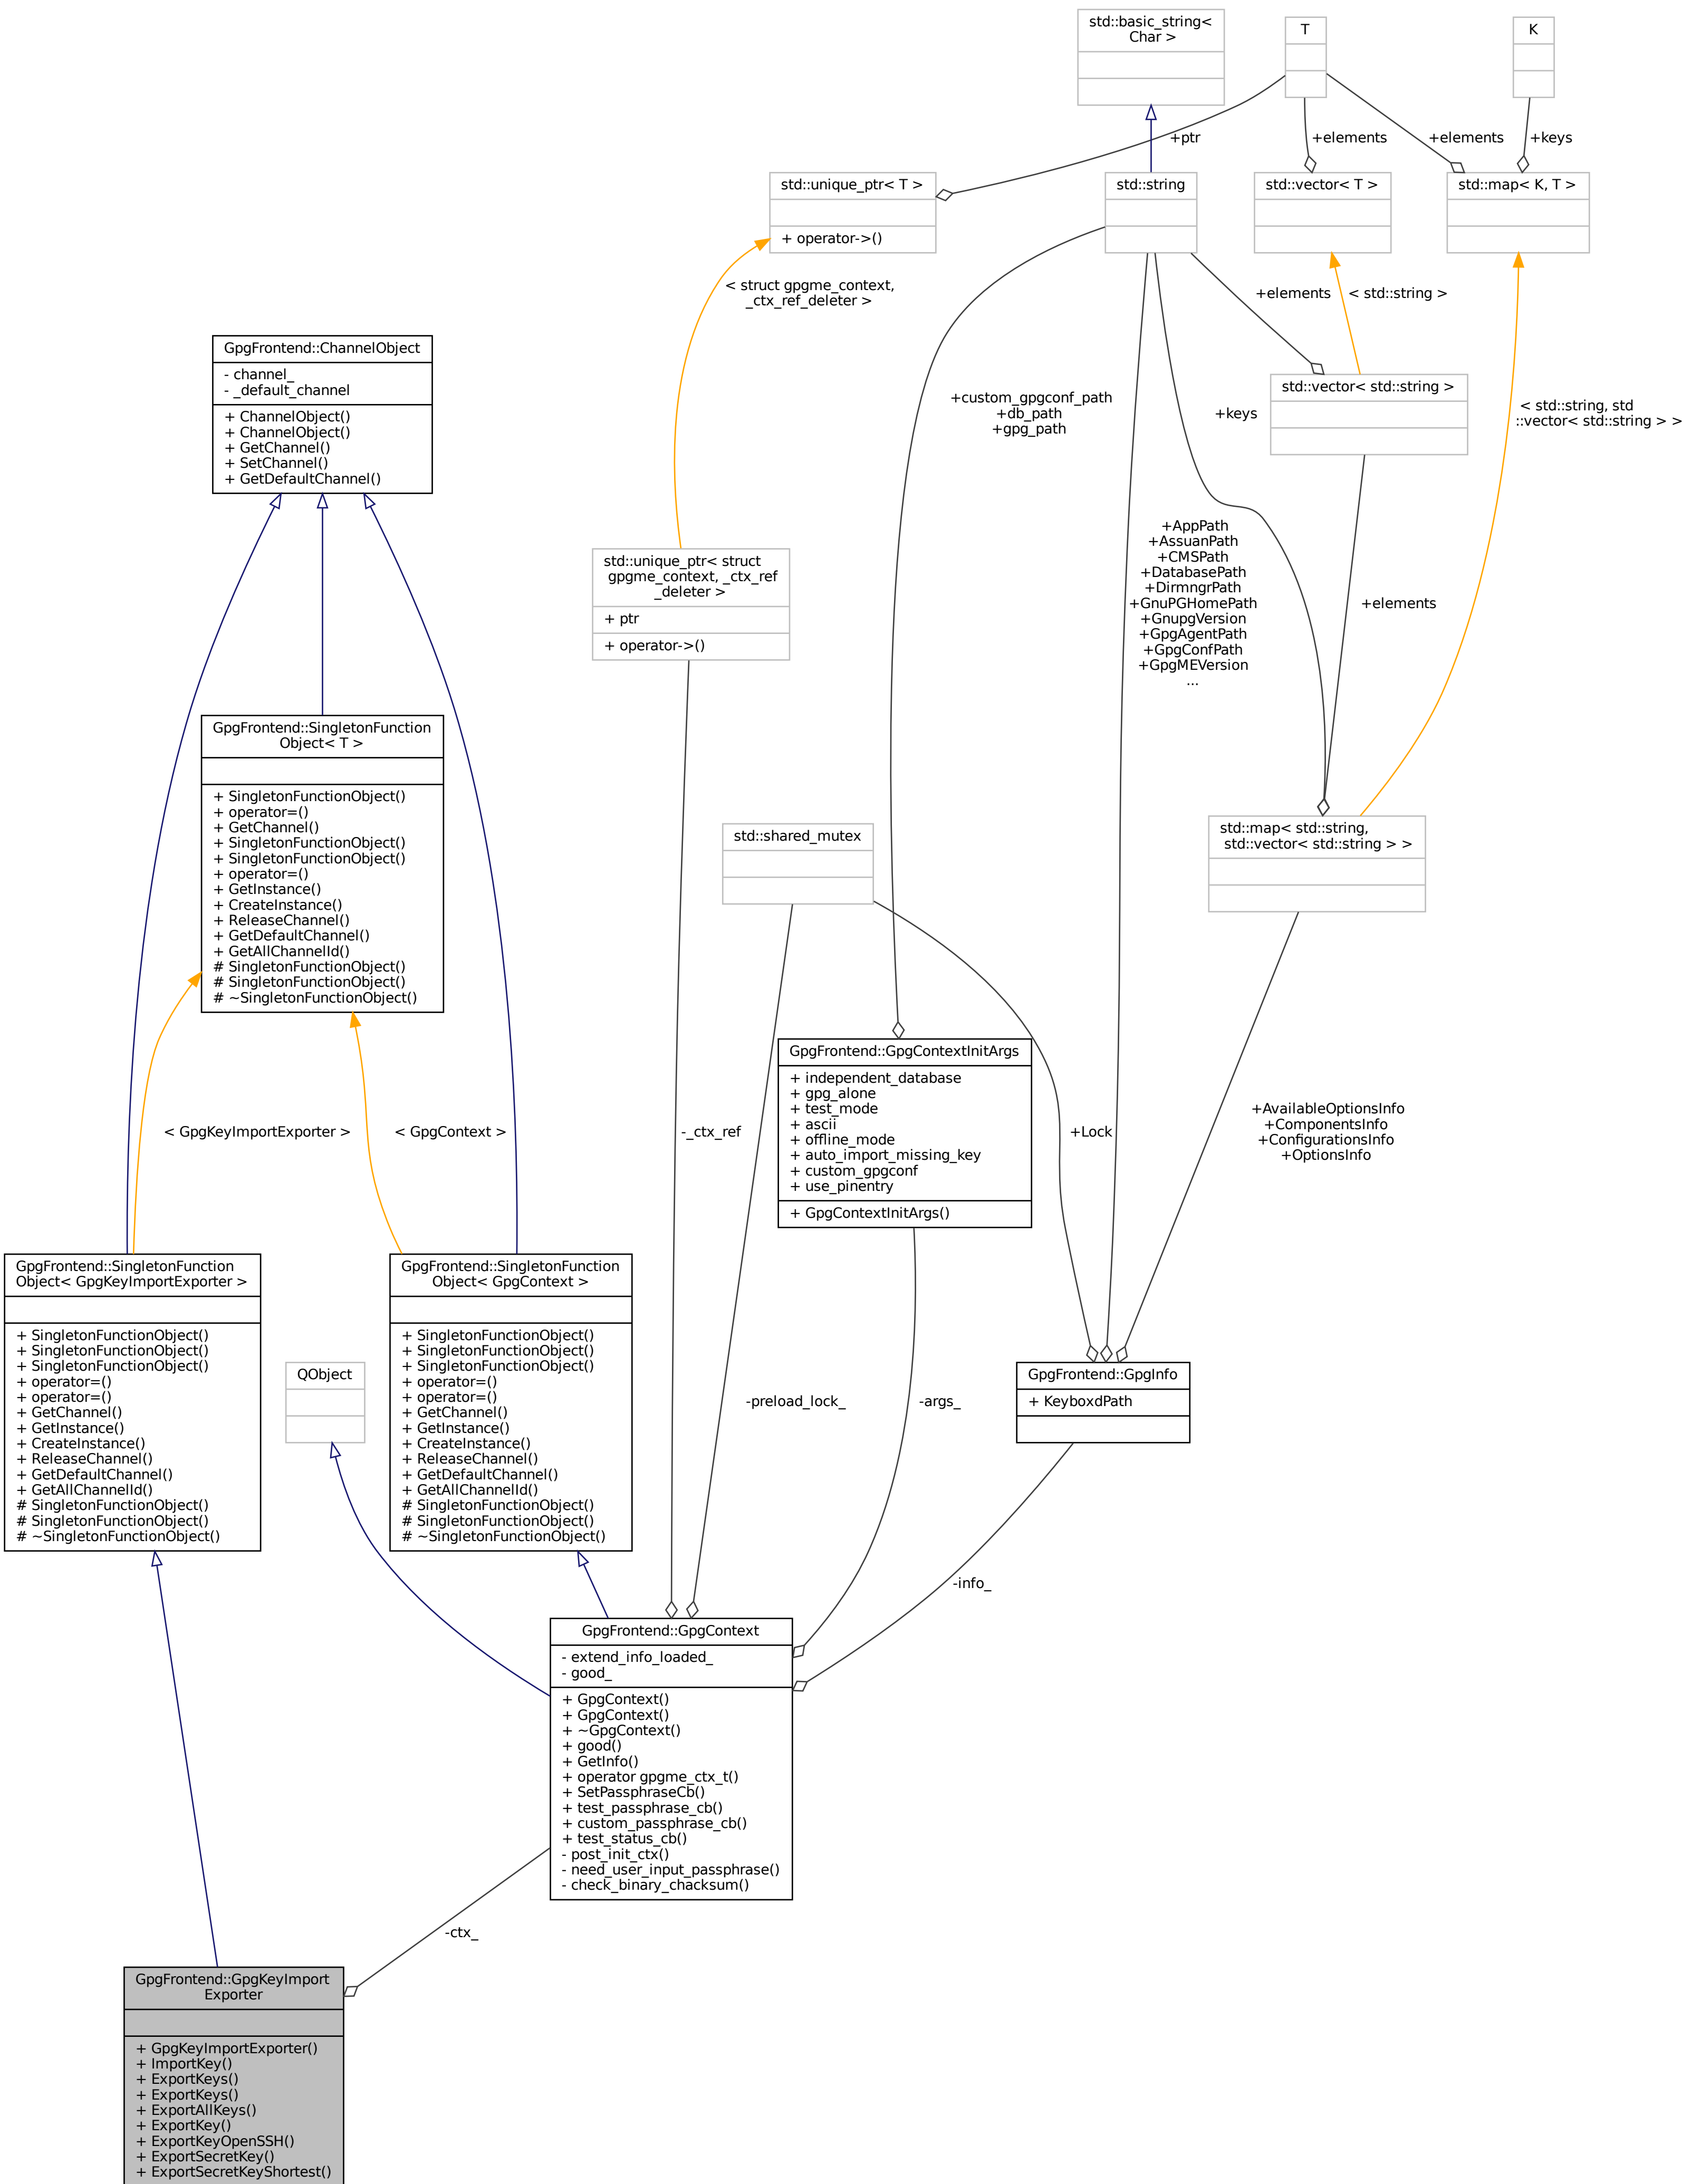 std::basic_string<
Char >
T
K
+ptr
+elements
+elements
+keys
std::unique_ptr< T >
+ operator->()
std::string
std::vector< T >
std::map< K, T >
< struct gpgme_context,
_ctx_ref_deleter >
+elements
< std::string >
GpgFrontend::ChannelObject
- channel_
- _default_channel
+ ChannelObject()
+ ChannelObject()
+ GetChannel()
+ SetChannel()
+ GetDefaultChannel()
+custom_gpgconf_path
+db_path
+gpg_path
+keys
std::vector< std::string >
< std::string, std
::vector< std::string > >
std::unique_ptr< struct
gpgme_context, _ctx_ref
_deleter >
+ ptr
+ operator->()
+AppPath
+AssuanPath
+CMSPath
+DatabasePath
+DirmngrPath
+GnuPGHomePath
+GnupgVersion
+GpgAgentPath
+GpgConfPath
+GpgMEVersion
...
+elements
GpgFrontend::SingletonFunction
Object< T >
+ SingletonFunctionObject()
+ operator=()
+ GetChannel()
+ SingletonFunctionObject()
+ SingletonFunctionObject()
+ operator=()
+ GetInstance()
+ CreateInstance()
+ ReleaseChannel()
+ GetDefaultChannel()
+ GetAllChannelId()
# SingletonFunctionObject()
# SingletonFunctionObject()
# ~SingletonFunctionObject()
std::shared_mutex
std::map< std::string,
std::vector< std::string > >
< GpgKeyImportExporter >
< GpgContext >
-_ctx_ref
GpgFrontend::GpgContextInitArgs
+ independent_database
+ gpg_alone
+ test_mode
+ ascii
+ offline_mode
+ auto_import_missing_key
+ custom_gpgconf
+ use_pinentry
+ GpgContextInitArgs()
+Lock
+AvailableOptionsInfo
+ComponentsInfo
+ConfigurationsInfo
+OptionsInfo
GpgFrontend::SingletonFunction
Object< GpgKeyImportExporter >
+ SingletonFunctionObject()
+ SingletonFunctionObject()
+ SingletonFunctionObject()
+ operator=()
+ operator=()
+ GetChannel()
+ GetInstance()
+ CreateInstance()
+ ReleaseChannel()
+ GetDefaultChannel()
+ GetAllChannelId()
# SingletonFunctionObject()
# SingletonFunctionObject()
# ~SingletonFunctionObject()
QObject
GpgFrontend::SingletonFunction
Object< GpgContext >
+ SingletonFunctionObject()
+ SingletonFunctionObject()
+ SingletonFunctionObject()
+ operator=()
+ operator=()
+ GetChannel()
+ GetInstance()
+ CreateInstance()
+ ReleaseChannel()
+ GetDefaultChannel()
+ GetAllChannelId()
# SingletonFunctionObject()
# SingletonFunctionObject()
# ~SingletonFunctionObject()
-preload_lock_
-args_
GpgFrontend::GpgInfo
+ KeyboxdPath
-info_
GpgFrontend::GpgContext
- extend_info_loaded_
- good_
+ GpgContext()
+ GpgContext()
+ ~GpgContext()
+ good()
+ GetInfo()
+ operator gpgme_ctx_t()
+ SetPassphraseCb()
+ test_passphrase_cb()
+ custom_passphrase_cb()
+ test_status_cb()
- post_init_ctx()
- need_user_input_passphrase()
- check_binary_chacksum()
-ctx_
GpgFrontend::GpgKeyImport
Exporter
+ GpgKeyImportExporter()
+ ImportKey()
+ ExportKeys()
+ ExportKeys()
+ ExportAllKeys()
+ ExportKey()
+ ExportKeyOpenSSH()
+ ExportSecretKey()
+ ExportSecretKeyShortest()